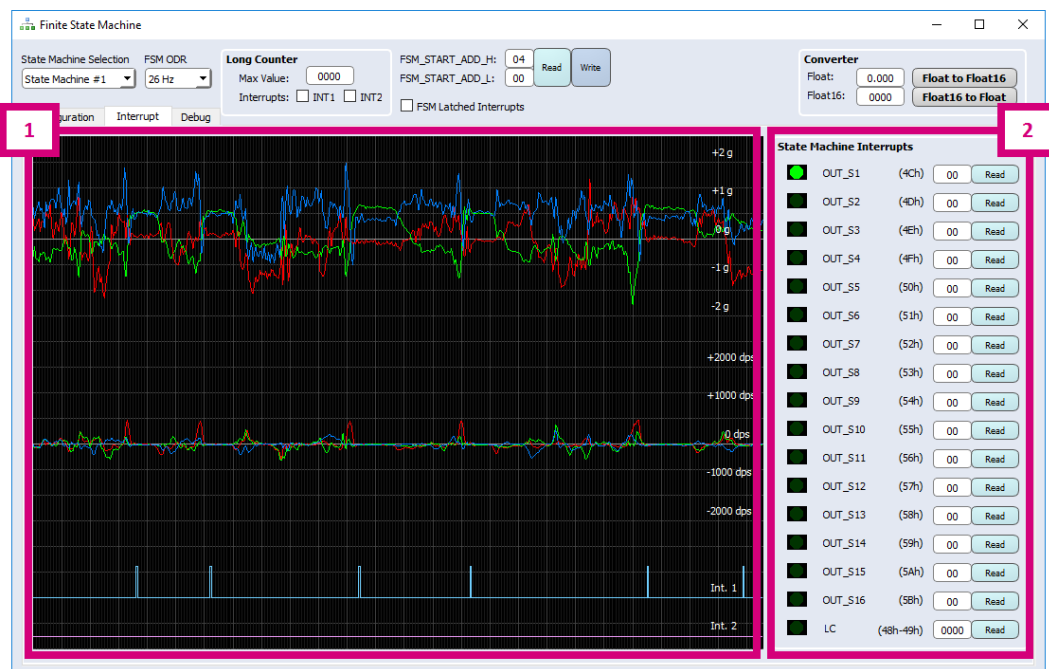 Finite State Machine
State Machine Selection FSM ODR Long Counter FSM_START_ADD_H: 04 Read Write Converter
State Machine #1 26 Hz Max Value: 0000 FSM_START_ADD_L: 00 Float: 0.000 Float to Float16
Interrupts: INT1 INT2 FSM Latched Interrupts Float16: 0000 Float16 to Float
Interrupt Debug
1
2
+2 g
+1 g
0 g
-1 g
-2 g
+2000 dps
+1000 dps
0 dps
-1000 dps
-2000 dps
Int. 1
Int. 2
State Machine Interrupts
OUT_S1 (4Ch) 00 Read
OUT_S2 (4Dh) 00 Read
OUT_S3 (4Eh) 00 Read
OUT_S4 (4Fh) 00 Read
OUT_S5 (50h) 00 Read
OUT_S6 (51h) 00 Read
OUT_S7 (52h) 00 Read
OUT_S8 (53h) 00 Read
OUT_S9 (54h) 00 Read
OUT_S10 (55h) 00 Read
OUT_S11 (56h) 00 Read
OUT_S12 (57h) 00 Read
OUT_S13 (58h) 00 Read
OUT_S14 (59h) 00 Read
OUT_S15 (5Ah) 00 Read
OUT_S16 (5Bh) 00 Read
LC (48h-49h) 0000 Read